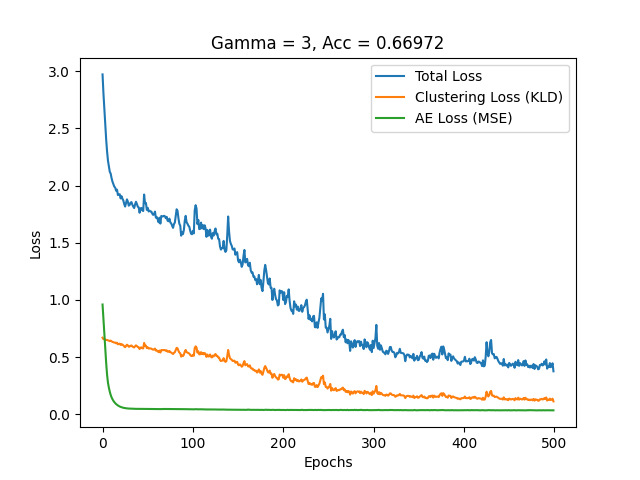 Gamma = 3, Acc = 0.66972
Total Loss
Clustering Loss (KLD)
AE Loss (MSE)
3.0
2.5
2.0
1.5
1.0
0.5
0.0
Loss
0 100 200 300 400 500
Epochs